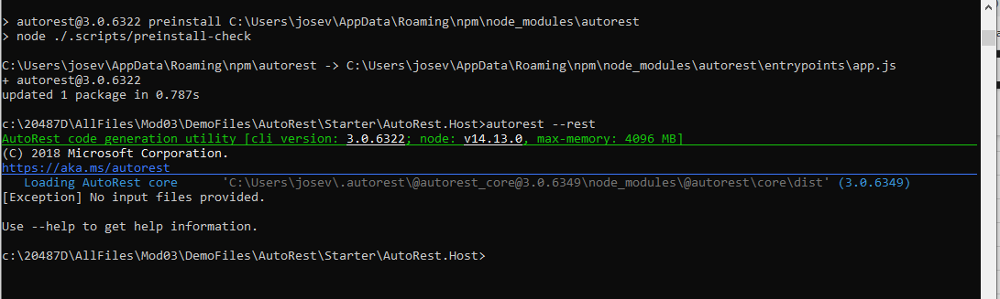 > autorest@3.0.6322 preinstall C:\Users\josev\AppData\Roaming\npm\node_modules\autorest
> node ./.scripts/preinstall-check
C:\Users\josev\AppData\Roaming\npm\autorest -> C:\Users\josev\AppData\Roaming\npm\node_modules\autorest\entrypoints\app.js
+ autorest@3.0.6322
updated 1 package in 0.787s
c:\20487D\AllFiles\Mod03\DemoFiles\AutoRest\Starter\AutoRest.Host>autorest --rest
AutoRest code generation utility [cli version: 3.0.6322; node: v14.13.0, max-memory: 4096 MB]
(C) 2018 Microsoft Corporation.
https://aka.ms/autorest
Loading AutoRest core 'C:\Users\josev\.autorest\@autorest_core@3.0.6349\node_modules\@autorest\core\dist' (3.0.6349)
[Exception] No input files provided.
Use --help to get help information.
c:\20487D\AllFiles\Mod03\DemoFiles\AutoRest\Starter\AutoRest.Host>